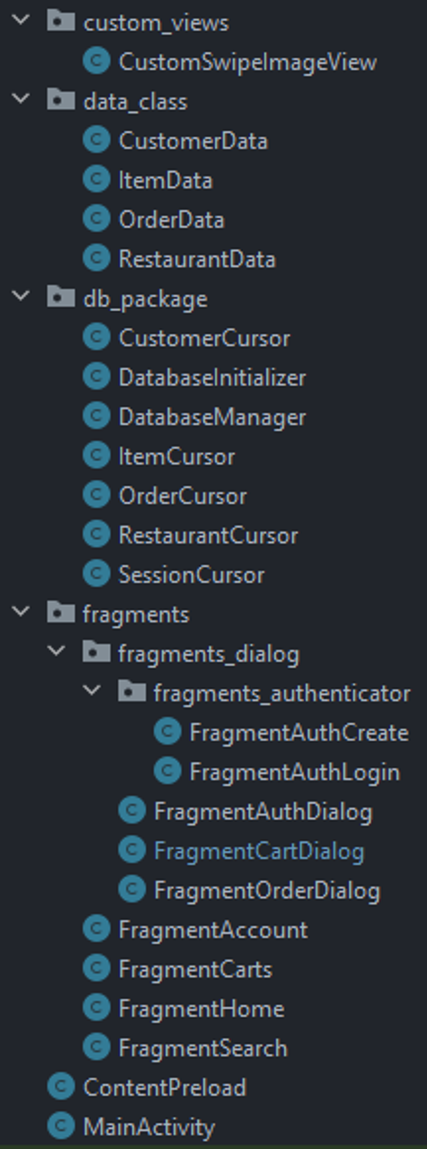 custom_views
CustomSwipeImageView
data_class
CustomerData
ItemData
OrderData
RestaurantData
db_package
CustomerCursor
DatabaseInitializer
DatabaseManager
ItemCursor
OrderCursor
RestaurantCursor
SessionCursor
fragments
fragments_dialog
fragments_authenticator
FragmentAuthCreate
FragmentAuthLogin
FragmentAuthDialog
FragmentCartDialog
FragmentOrderDialog
FragmentAccount
FragmentCarts
FragmentHome
FragmentSearch
ContentPreload
MainActivity